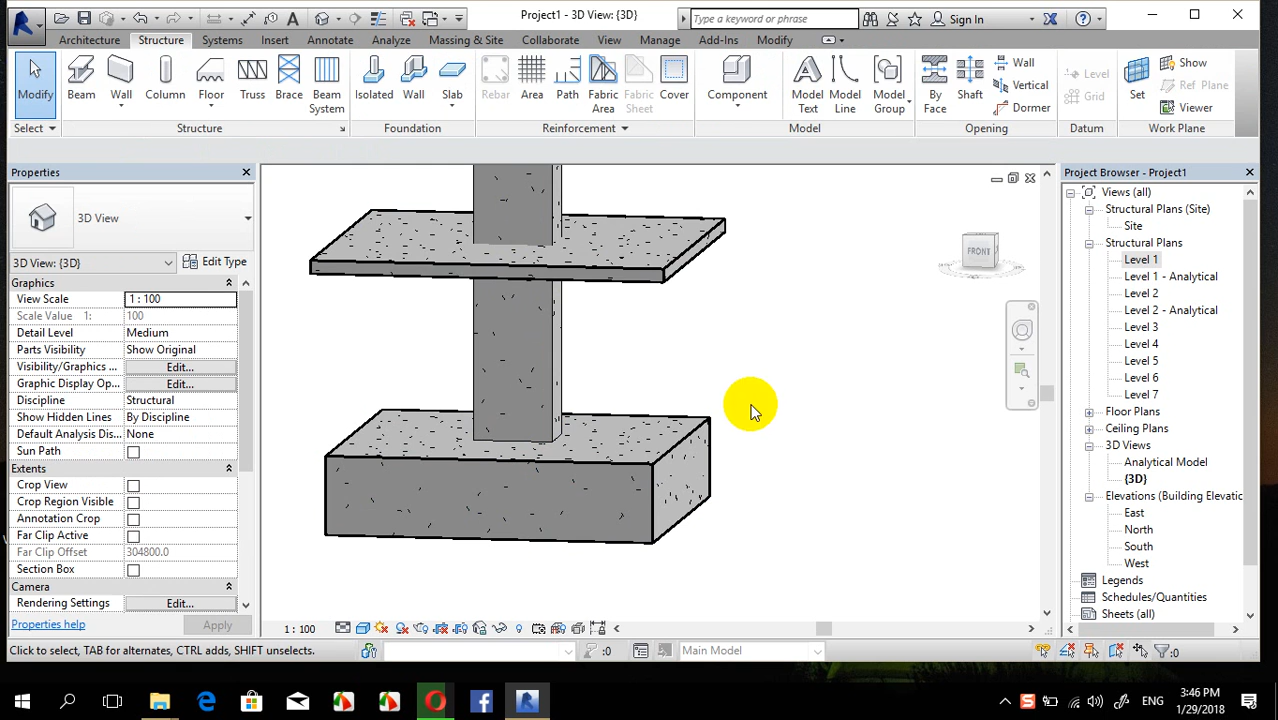 Project1 - 3D View: {3D}
Type a keyword or phrase
Sign In
Architecture Structure Systems Insert Annotate Analyze Massing & Site Collaborate View Manage Add-Ins Modify
Modify Beam Wall Column Floor Truss Brace Beam System Isolated Wall Slab Rebar Area Path Fabric Area Fabric Sheet Cover Component Model Text Model Line Model Group By Face Shaft Wall Vertical Dormer Level Grid Set Show Ref Plane Viewer
Select Structure Foundation Reinforcement Model Opening Datum Work Plane
Properties
3D View
3D View: {3D} Edit Type
Graphics
View Scale 1 : 100
Scale Value 1: 100
Detail Level Medium
Parts Visibility Show Original
Visibility/Graphics ... Edit...
Graphic Display Op... Edit...
Discipline Structural
Show Hidden Lines By Discipline
Default Analysis Dis... None
Sun Path
Extents
Crop View
Crop Region Visible
Annotation Crop
Far Clip Active
Far Clip Offset 304800.0
Section Box
Camera
Rendering Settings Edit...
Properties help Apply
FRONT
Project Browser - Project1
Views (all)
Structural Plans (Site)
Site
Structural Plans
Level 1
Level 1 - Analytical
Level 2
Level 2 - Analytical
Level 3
Level 4
Level 5
Level 6
Level 7
Floor Plans
Ceiling Plans
3D Views
Analytical Model
{3D}
Elevations (Building Elevatic
East
North
South
West
Legends
Schedules/Quantities
Sheets (all)
1 : 100
Click to select, TAB for alternates, CTRL adds, SHIFT unselects.
:0
Main Model
:0
ENG
3:46 PM
1/29/2018